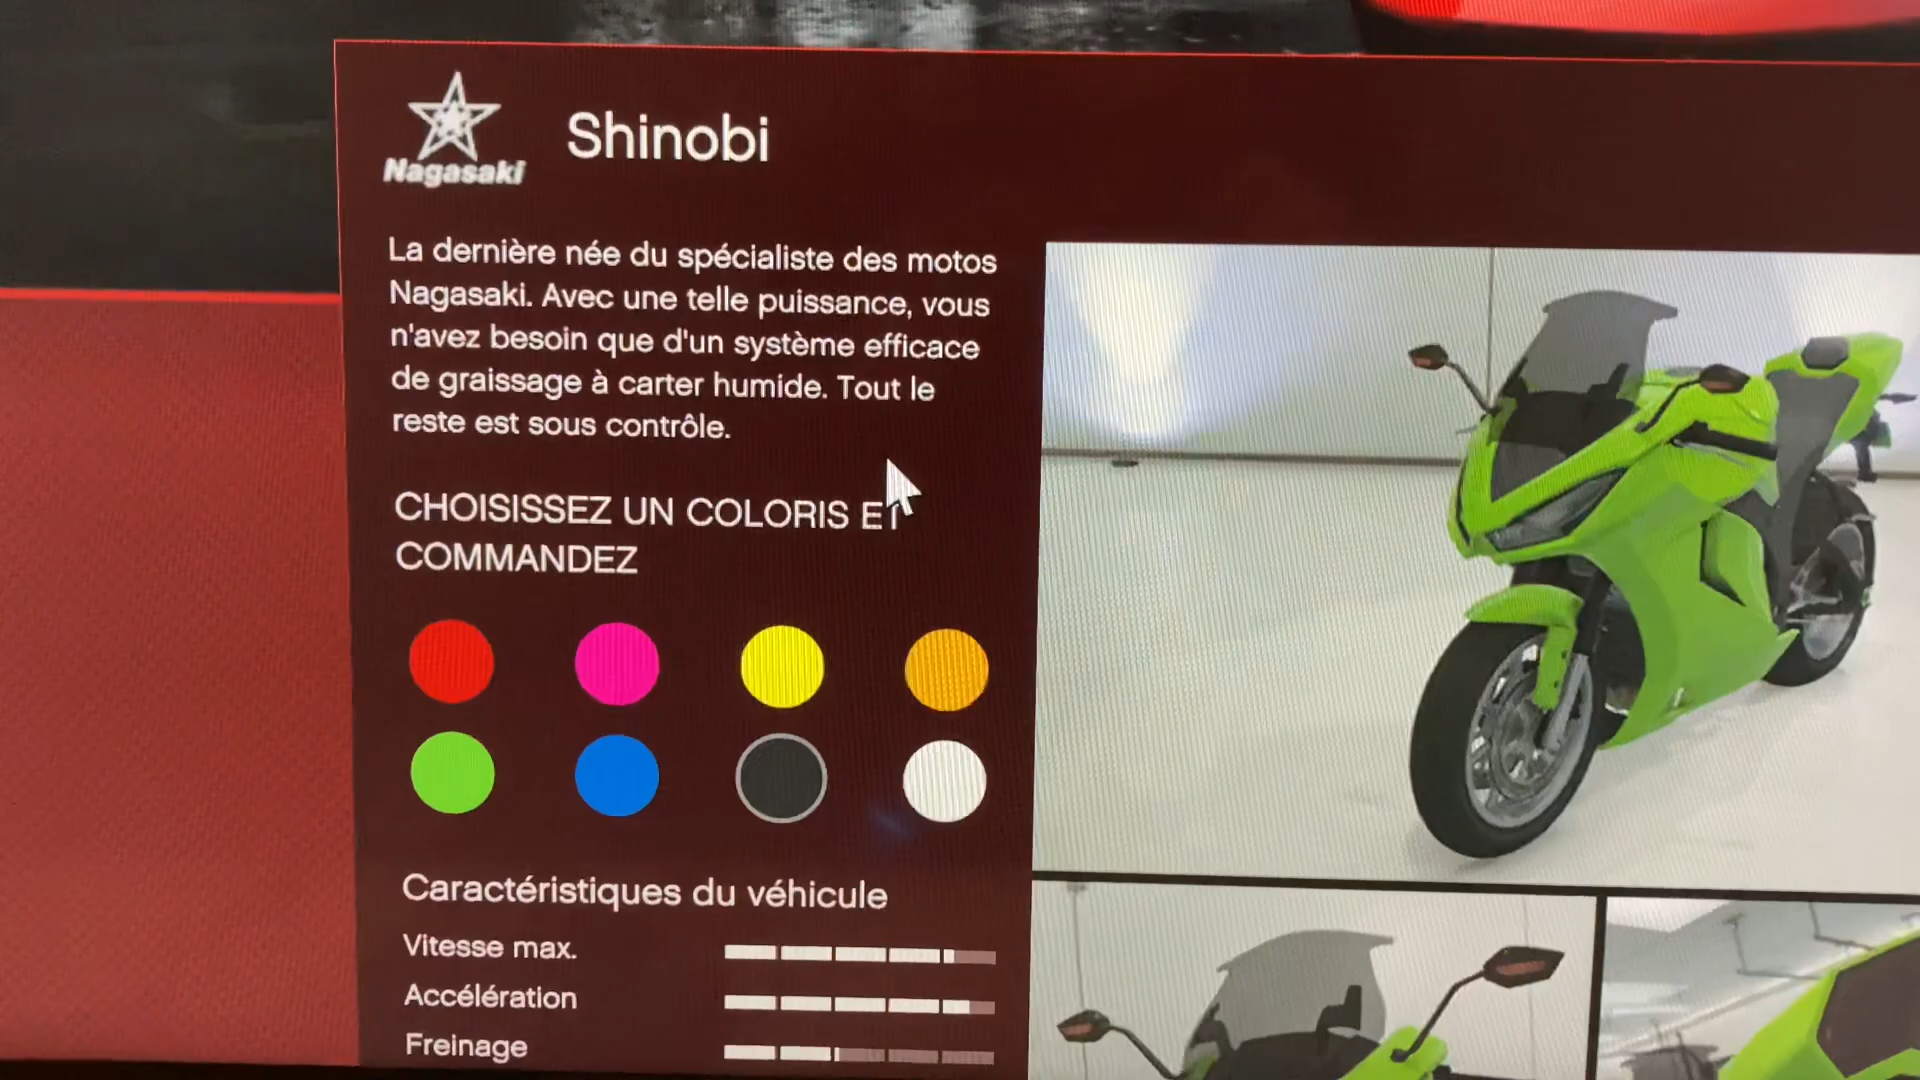 Nagasaki
Shinobi
La dernière née du spécialiste des motos
Nagasaki. Avec une telle puissance, vous
n'avez besoin que d'un système efficace
de graissage à carter humide. Tout le
reste est sous contrôle.
CHOISISSEZ UN COLORIS ET
COMMANDEZ
Caractéristiques du véhicule
Vitesse max.
Accélération
Freinage